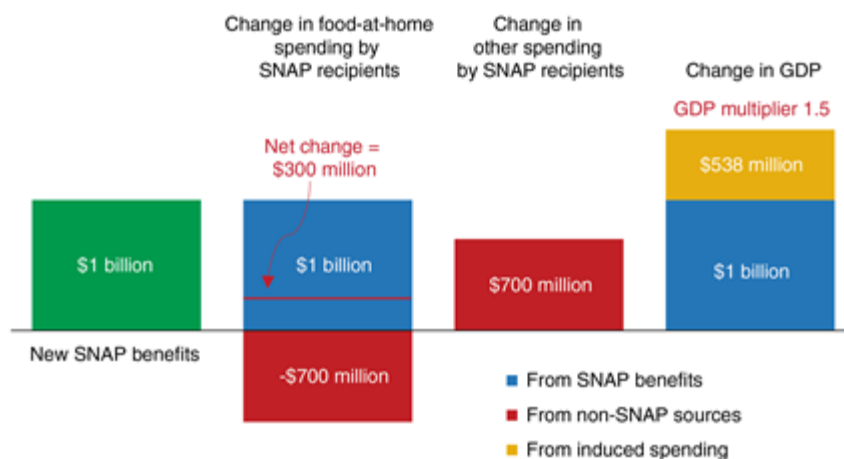 Change in food-at-home
spending by
SNAP recipients
Change in
other spending
by SNAP recipients
Change in GDP
GDP multiplier 1.5
Net change =
$300 million
$538 million
$1 billion
$1 billion
$700 million
$1 billion
New SNAP benefits
-$700 million
From SNAP benefits
From non-SNAP sources
From induced spending